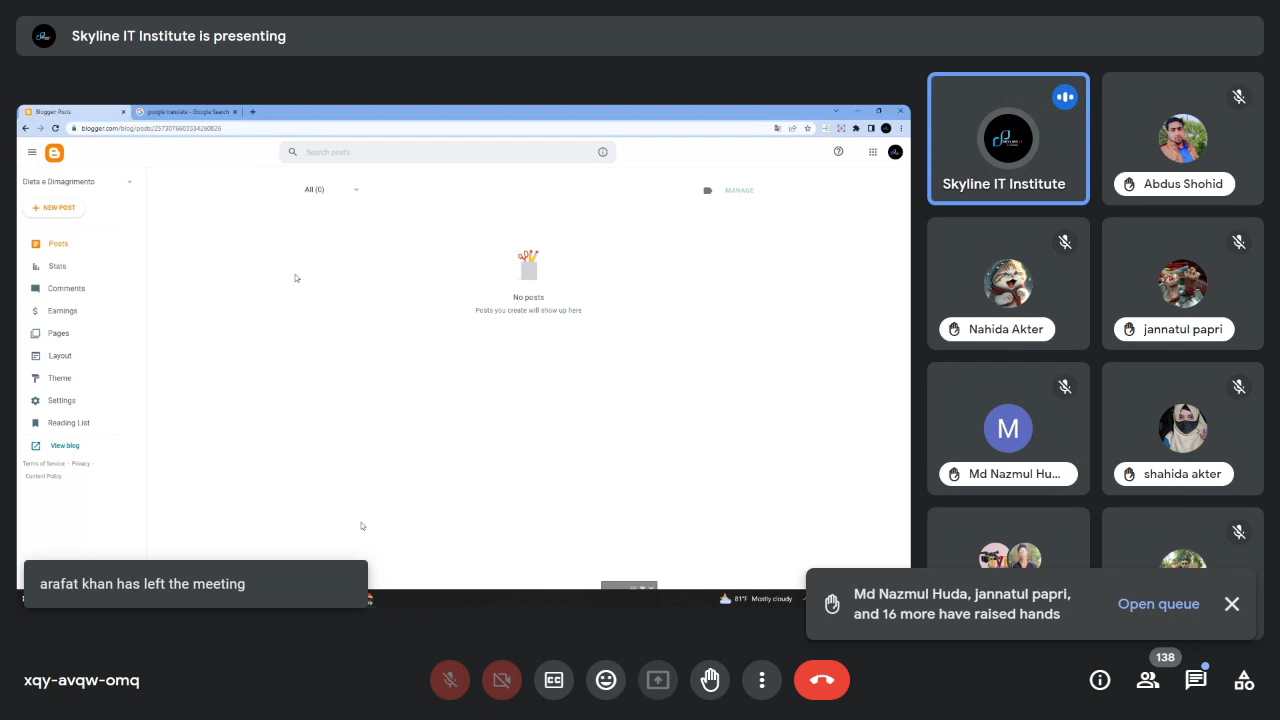 Skyline IT Institute is presenting
Blogger: Posts
google translate - Google Search
blogger.com/blog/posts/2573076603334260826
Search posts
Dieta e Dimagrimento
All (0)
MANAGE
NEW POST
Posts
Stats
Comments
Earnings
Pages
Layout
Theme
Settings
Reading List
View blog
Terms of Service · Privacy ·
Content Policy
No posts
Posts you create will show up here
81°F Mostly cloudy
Skyline IT Institute
Abdus Shohid
Nahida Akter
jannatul papri
M
Md Nazmul Hu...
shahida akter
arafat khan has left the meeting
Md Nazmul Huda, jannatul papri,
and 16 more have raised hands
Open queue
xqy-avqw-omq
CC
138